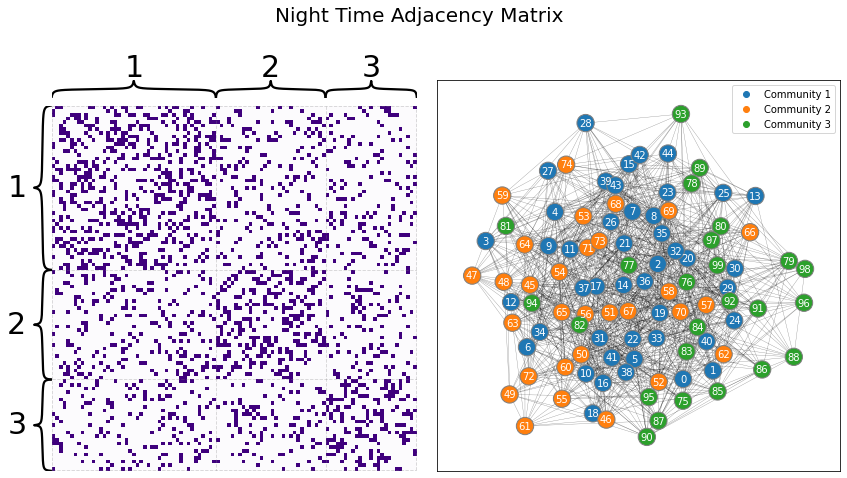 Night Time Adjacency Matrix
1 2 3
1
2
3
Community 1
Community 2
Community 3
93
28
42 44
15
74
27
89
39 43
78
23 25 13
59
68
4 53 7 8 69
26
81 80
35 66
3 64 9 11 71 73 21 97
32
20
79
47 54 77 2 99 30 98
48 45 37 17 14 36 76
58 29
12 94 57 92 96
65 56 51 67 19 70 91
63 82 24
34 84
31 22 33 40
6
50 41 5 83 62 88
60
72 10 38 1 86
16 52 0
49 85
55 95 75
18 46
61 87
90